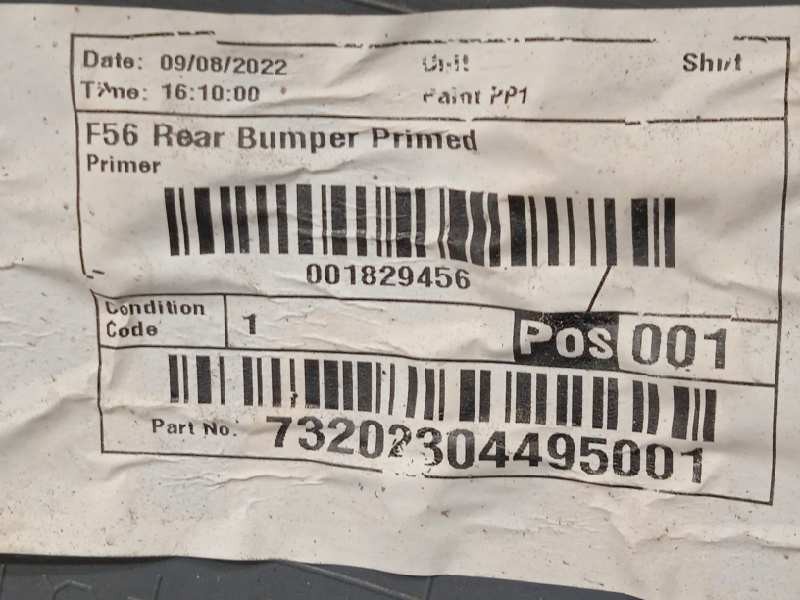 Date: 09/08/2022 Unit Shift
Time: 16:10:00 Paint PP1
F56 Rear Bumper Primed
Primer
001829456
Condition
Code 1 POS 001
Part No. 73202304495001